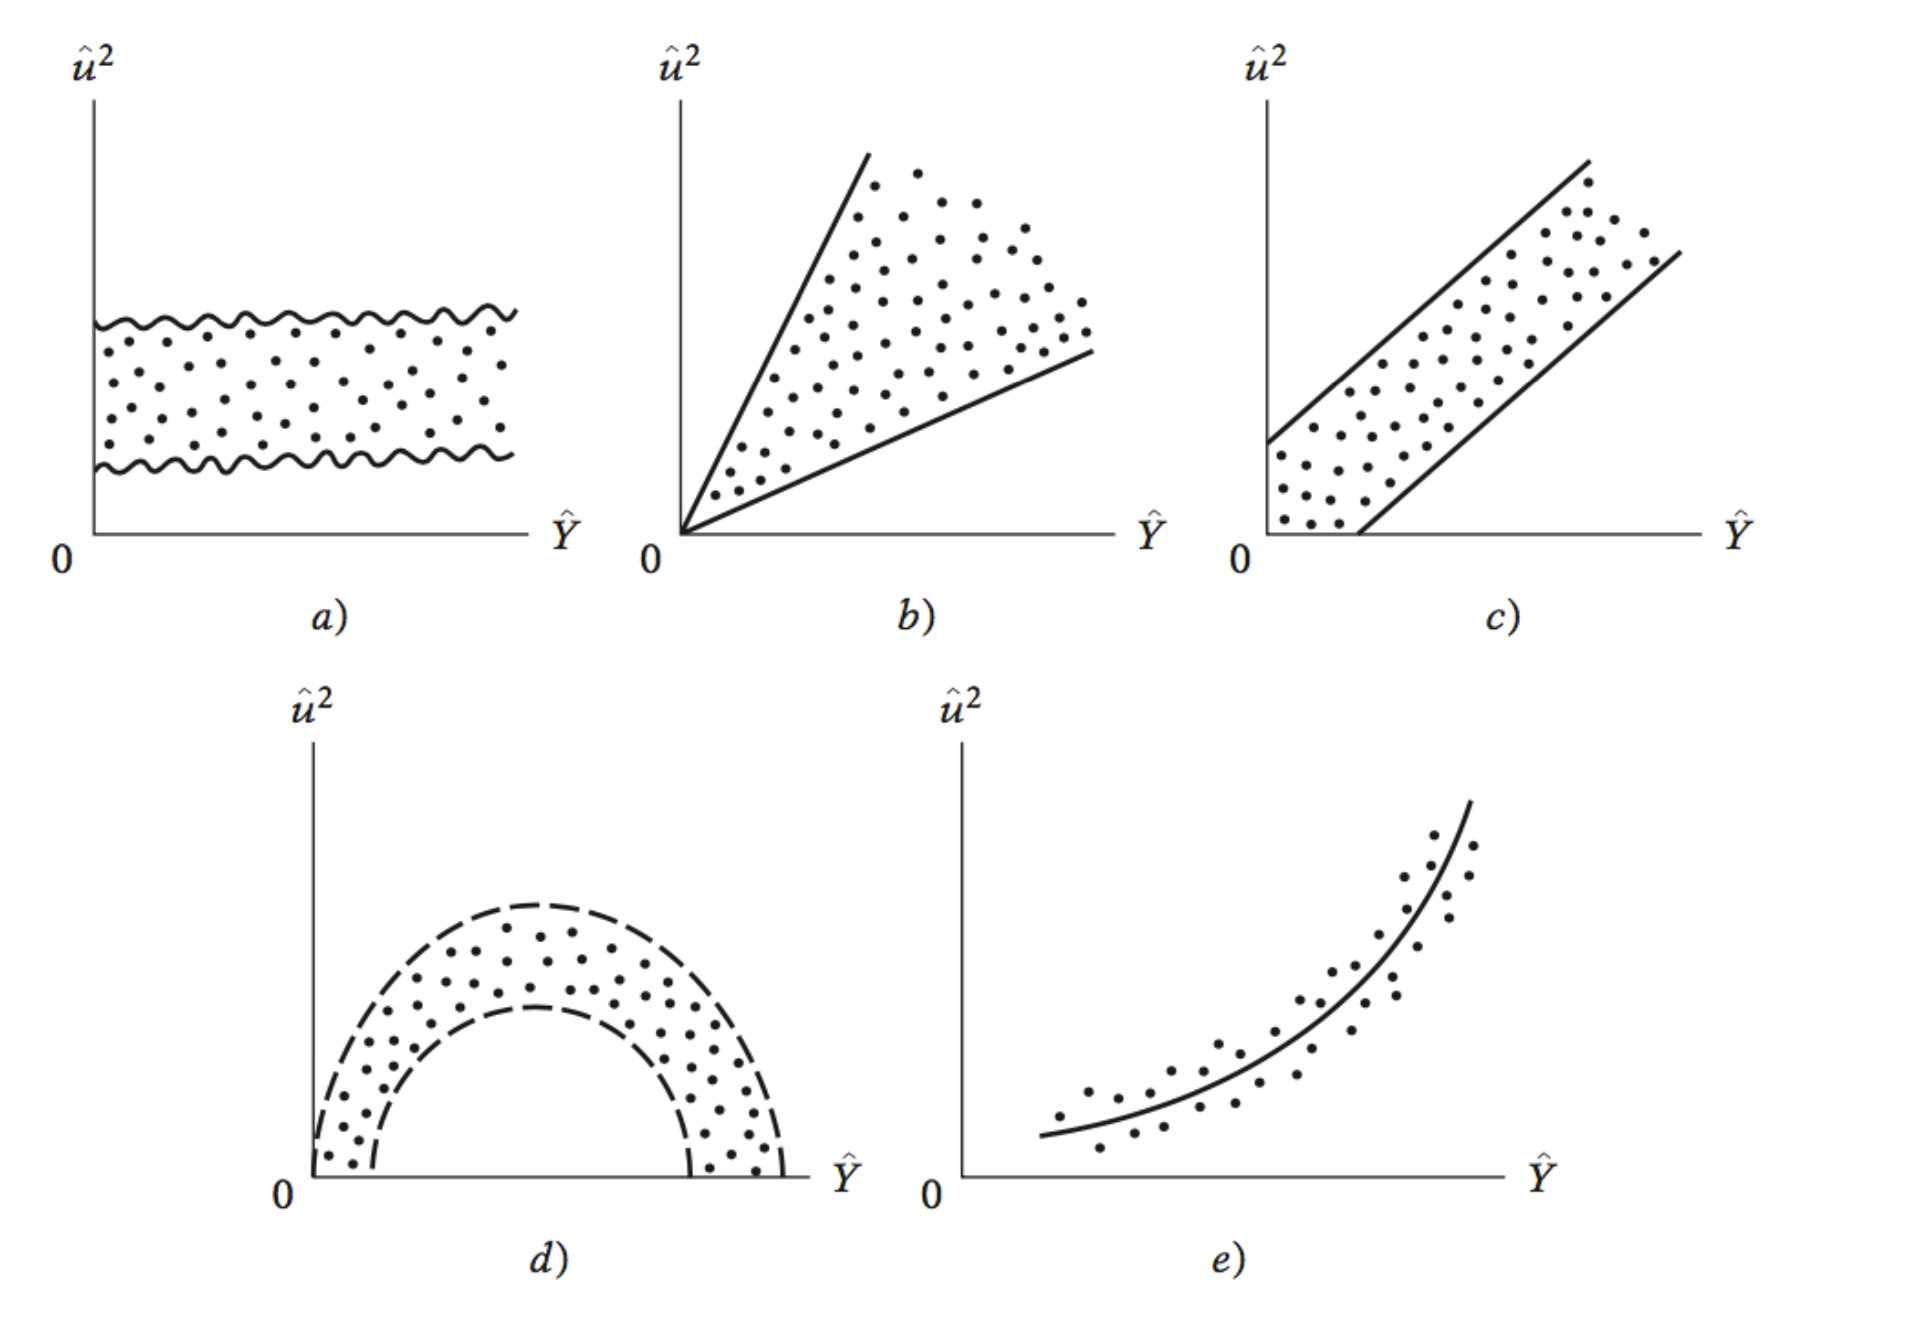 û² û² û²
0 Ŷ 0 Ŷ 0 Ŷ
a) b) c)
û² û²
0 Ŷ 0 Ŷ
d) e)